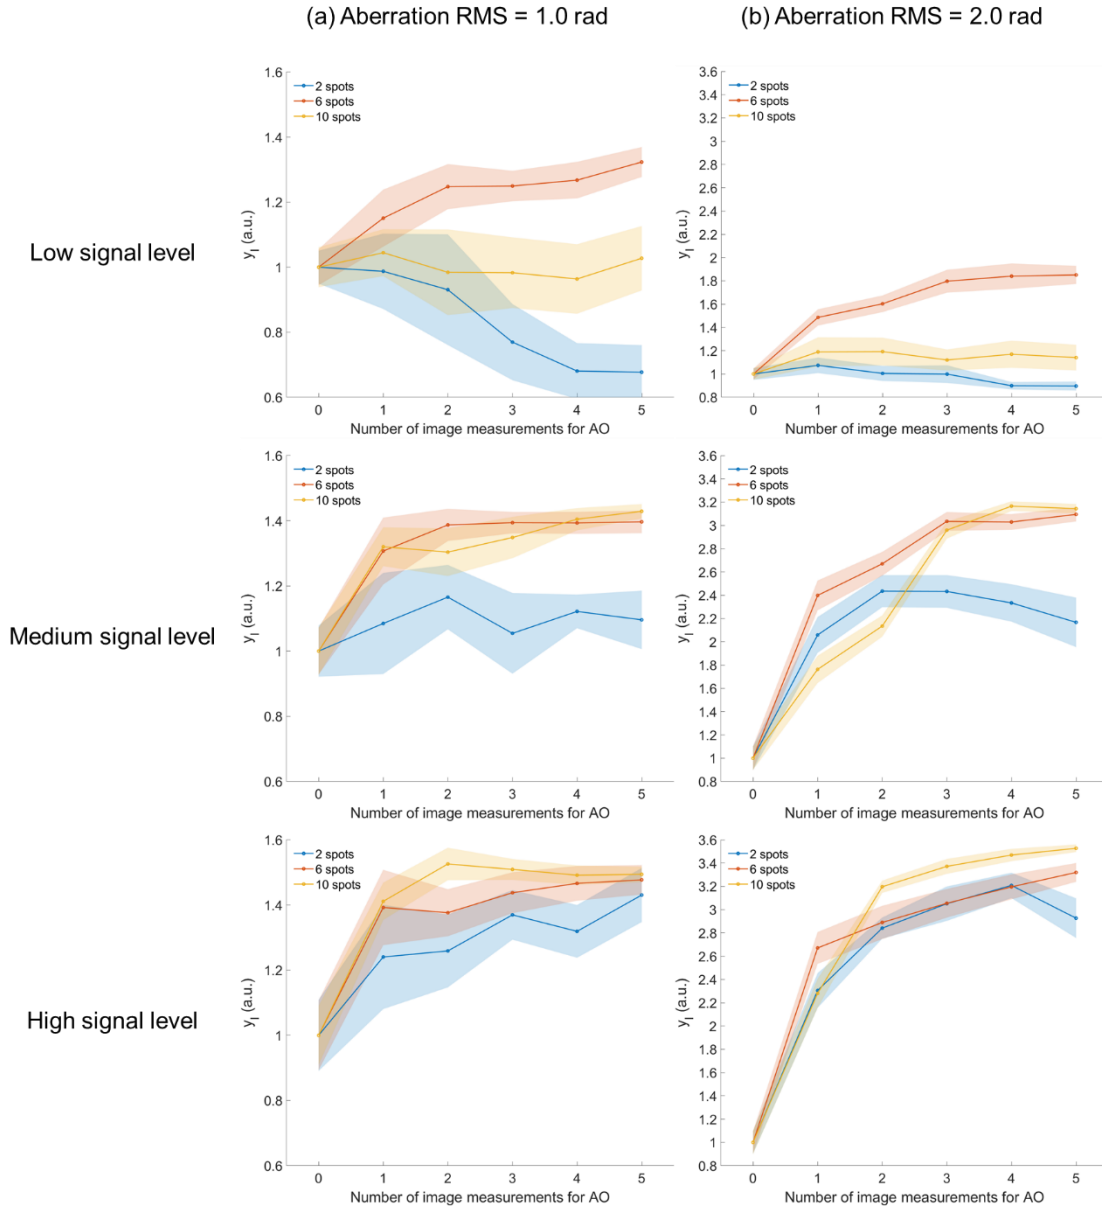 (a) Aberration RMS = 1.0 rad
(b) Aberration RMS = 2.0 rad
Low signal level
1.6
1.4
1.2
1
0.8
0.6
y_I (a.u.)
2 spots
6 spots
10 spots
0 1 2 3 4 5
Number of image measurements for AO
3.6
3.4
3.2
3
2.8
2.6
2.4
2.2
2
1.8
1.6
1.4
1.2
1
0.8
y_I (a.u.)
2 spots
6 spots
10 spots
0 1 2 3 4 5
Number of image measurements for AO
Medium signal level
1.6
1.4
1.2
1
0.8
0.6
y_I (a.u.)
2 spots
6 spots
10 spots
0 1 2 3 4 5
Number of image measurements for AO
3.6
3.4
3.2
3
2.8
2.6
2.4
2.2
2
1.8
1.6
1.4
1.2
1
0.8
y_I (a.u.)
2 spots
6 spots
10 spots
0 1 2 3 4 5
Number of image measurements for AO
High signal level
1.6
1.4
1.2
1
0.8
0.6
y_I (a.u.)
2 spots
6 spots
10 spots
0 1 2 3 4 5
Number of image measurements for AO
3.6
3.4
3.2
3
2.8
2.6
2.4
2.2
2
1.8
1.6
1.4
1.2
1
0.8
y_I (a.u.)
2 spots
6 spots
10 spots
0 1 2 3 4 5
Number of image measurements for AO